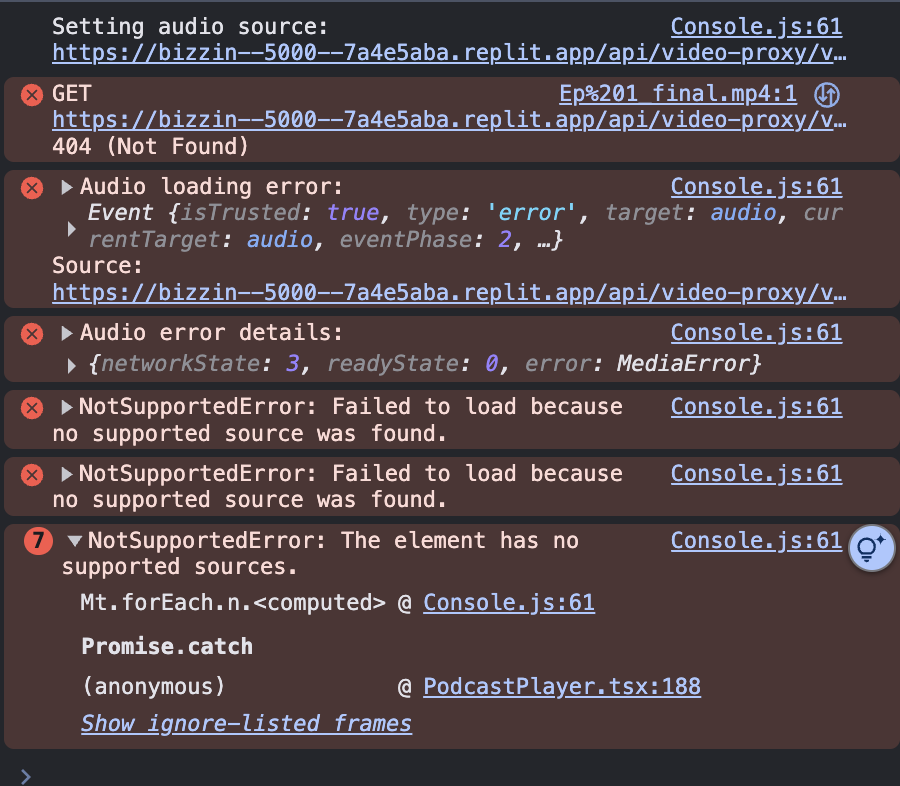 Setting audio source: Console.js:61
https://bizzin--5000--7a4e5aba.replit.app/api/video-proxy/v…
GET Ep%201_final.mp4:1
https://bizzin--5000--7a4e5aba.replit.app/api/video-proxy/v…
404 (Not Found)
Audio loading error: Console.js:61
Event {isTrusted: true, type: 'error', target: audio, cur
rentTarget: audio, eventPhase: 2, …}
Source:
https://bizzin--5000--7a4e5aba.replit.app/api/video-proxy/v…
Audio error details: Console.js:61
{networkState: 3, readyState: 0, error: MediaError}
NotSupportedError: Failed to load because Console.js:61
no supported source was found.
NotSupportedError: Failed to load because Console.js:61
no supported source was found.
7 NotSupportedError: The element has no Console.js:61
supported sources.
Mt.forEach.n.<computed> @ Console.js:61
Promise.catch
(anonymous) @ PodcastPlayer.tsx:188
Show ignore-listed frames